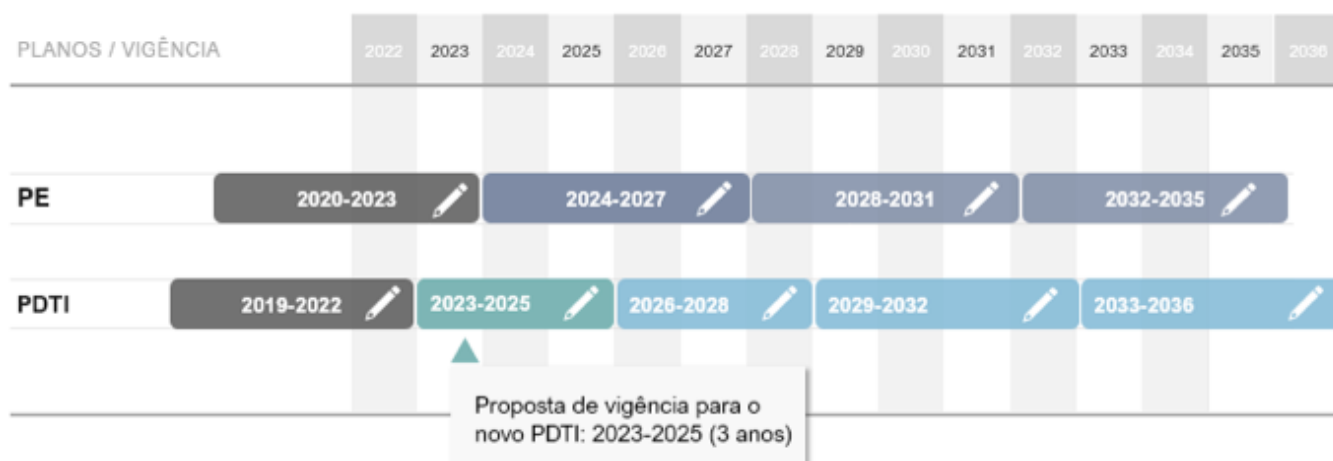 PLANOS / VIGÊNCIA 2022 2023 2024 2025 2026 2027 2028 2029 2030 2031 2032 2033 2034 2035 2036
PE 2020-2023 2024-2027 2028-2031 2032-2035
PDTI 2019-2022 2023-2025 2026-2028 2029-2032 2033-2036
Proposta de vigência para o
novo PDTI: 2023-2025 (3 anos)